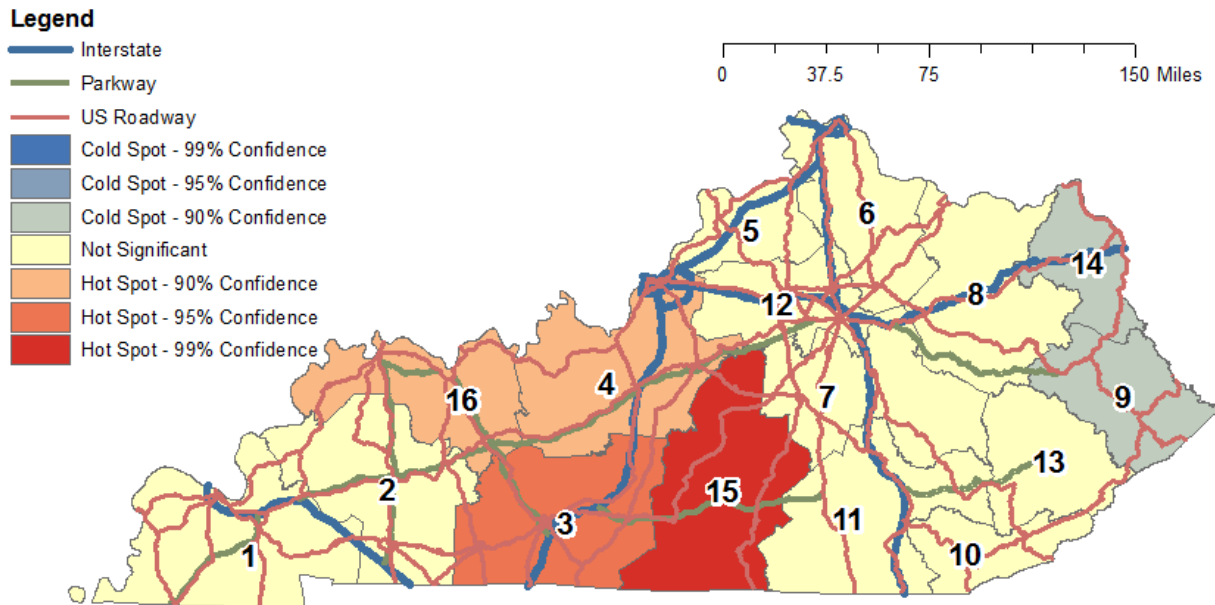 Legend
Interstate
Parkway
US Roadway
Cold Spot - 99% Confidence
Cold Spot - 95% Confidence
Cold Spot - 90% Confidence
Not Significant
Hot Spot - 90% Confidence
Hot Spot - 95% Confidence
Hot Spot - 99% Confidence
0 37.5 75 150 Miles
6
5
14
8
12
4
7
16
9
13
2
15
3
11
1
10